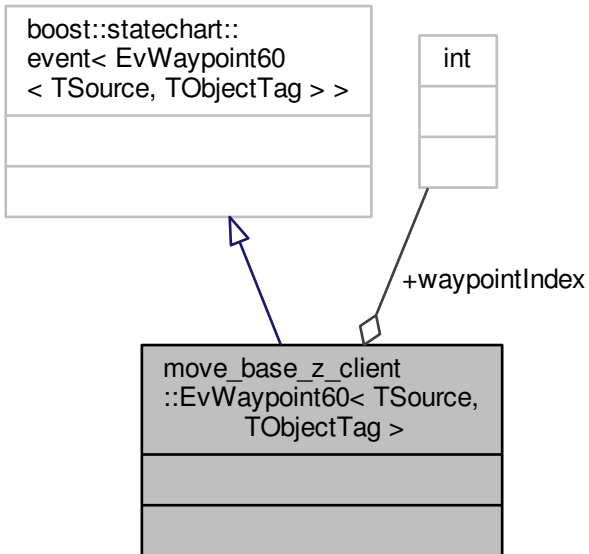 boost::statechart::
event< EvWaypoint60
< TSource, TObjectTag > >
int
+waypointIndex
move_base_z_client
::EvWaypoint60< TSource,
TObjectTag >